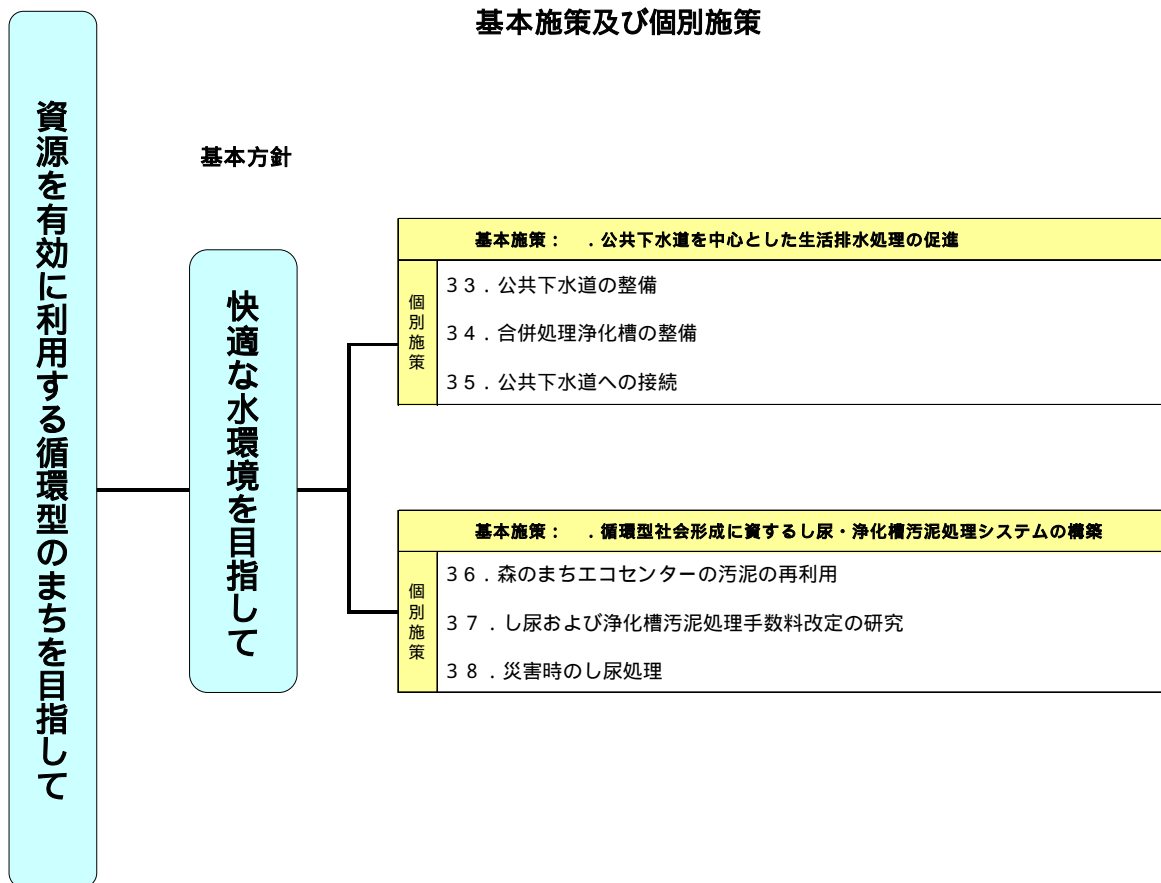 基本施策及び個別施策
資源を有効に利用する循環型のまちを目指して
基本方針
快適な水環境を目指して
基本施策：　．公共下水道を中心とした生活排水処理の促進
個別施策
３３．公共下水道の整備
３４．合併処理浄化槽の整備
３５．公共下水道への接続
基本施策：　．循環型社会形成に資するし尿・浄化槽汚泥処理システムの構築
個別施策
３６．森のまちエコセンターの汚泥の再利用
３７．し尿および浄化槽汚泥処理手数料改定の研究
３８．災害時のし尿処理